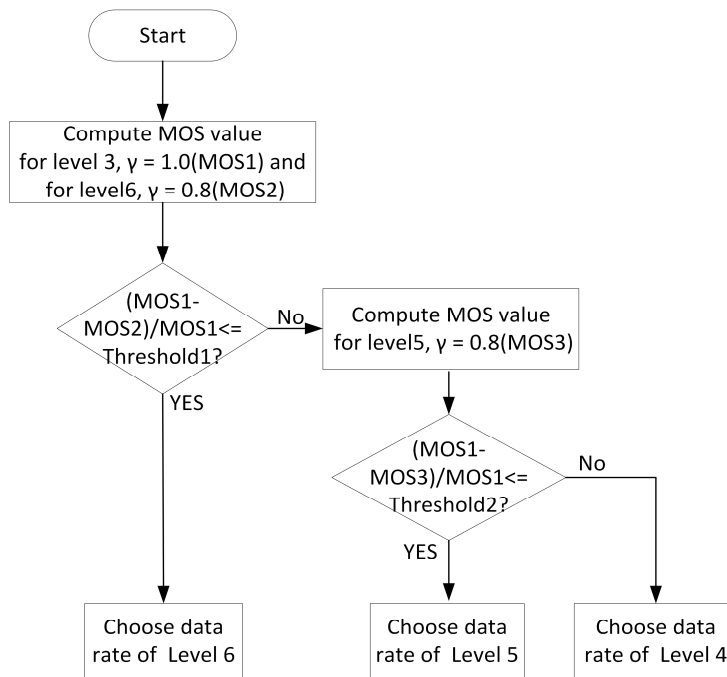 Start
Compute MOS value
for level 3, γ = 1.0(MOS1) and
for level6, γ = 0.8(MOS2)
(MOS1-
MOS2)/MOS1<=
Threshold1?
No
YES
Compute MOS value
for level5, γ = 0.8(MOS3)
(MOS1-
MOS3)/MOS1<=
Threshold2?
No
YES
Choose data
rate of Level 6
Choose data
rate of Level 5
Choose data
rate of Level 4